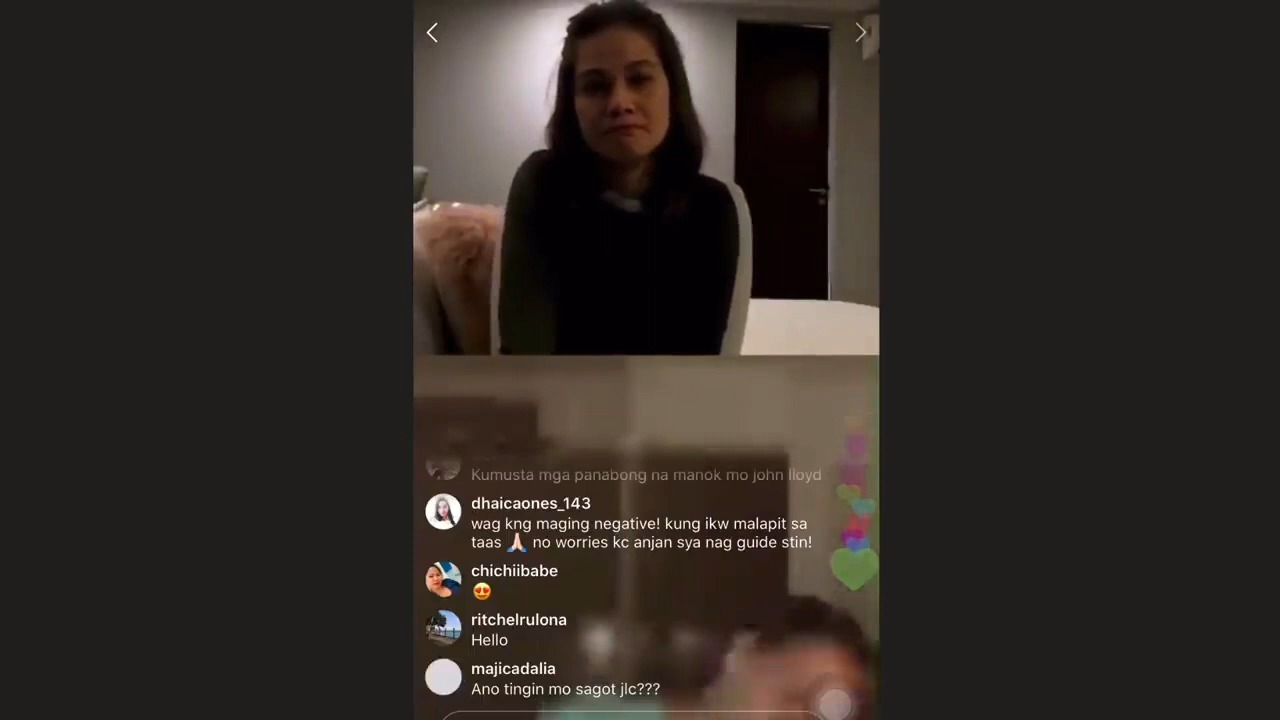 Kumusta mga panabong na manok mo john lloyd
dhaicaones_143
wag kng maging negative! kung ikw malapit sa
taas 🙏🏻 no worries kc anjan sya nag guide stin!
chichiibabe
😍
ritchelrulona
Hello
majicadalia
Ano tingin mo sagot jlc???